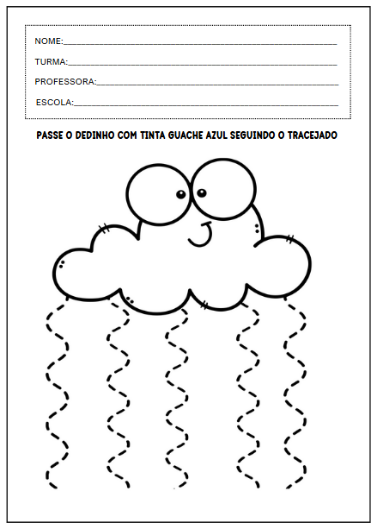 NOME:
TURMA:
PROFESSORA:
ESCOLA:
PASSE O DEDINHO COM TINTA GUACHE AZUL SEGUINDO O TRACEJADO